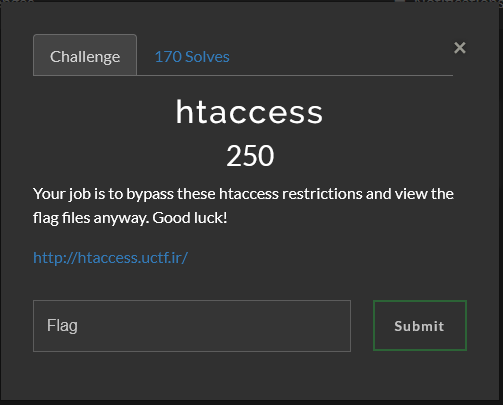 Challenge
170 Solves
×
htaccess
250
Your job is to bypass these htaccess restrictions and view the
flag files anyway. Good luck!
http://htaccess.uctf.ir/
Flag
Submit